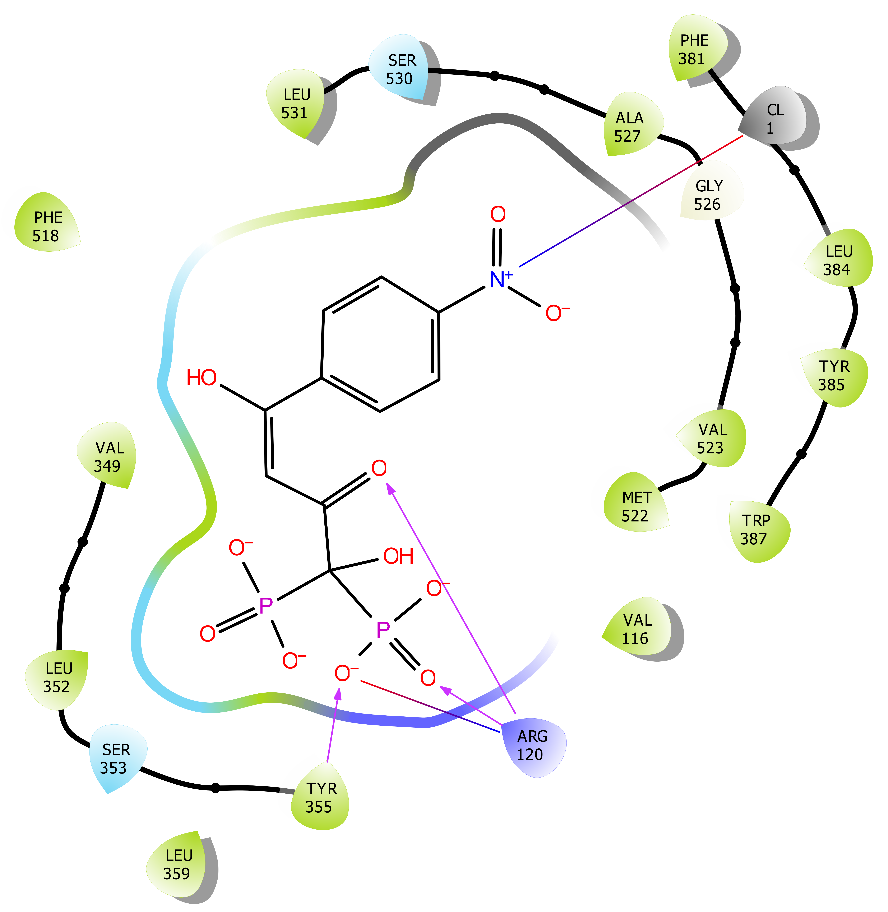 PHE
381
SER
530
LEU
531
CL
1
ALA
527
GLY
526
PHE
518
O
LEU
384
N+
O−
TYR
385
HO
VAL
523
VAL
349
O
MET
522
TRP
387
O−
OH
O−
P
P
O
VAL
116
O−
O−
O
LEU
352
ARG
120
SER
353
TYR
355
LEU
359